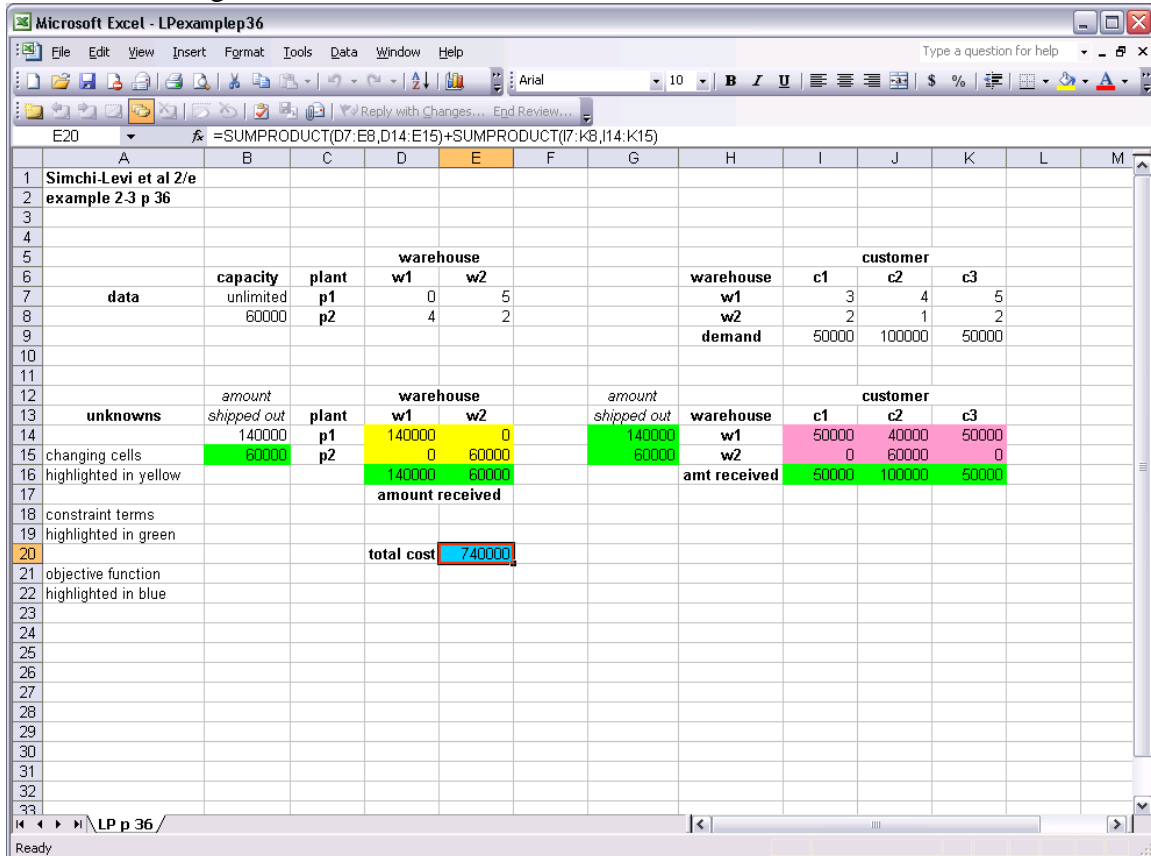 Microsoft Excel - LPexamplep36
File Edit View Insert Format Tools Data Window Help Type a question for help
Arial 10 B I U $ %
Reply with Changes... End Review...
E20 fx =SUMPRODUCT(D7:E8,D14:E15)+SUMPRODUCT(I7:K8,I14:K15)
A B C D E F G H I J K L M
1 Simchi-Levi et al 2/e
2 example 2-3 p 36
3
4
5 warehouse customer
6 capacity plant w1 w2 warehouse c1 c2 c3
7 data unlimited p1 0 5 w1 3 4 5
8 60000 p2 4 2 w2 2 1 2
9 demand 50000 100000 50000
10
11
12 amount warehouse amount customer
13 unknowns shipped out plant w1 w2 shipped out warehouse c1 c2 c3
14 140000 p1 140000 0 140000 w1 50000 40000 50000
15 changing cells 60000 p2 0 60000 60000 w2 0 60000 0
16 highlighted in yellow 140000 60000 amt received 50000 100000 50000
17 amount received
18 constraint terms
19 highlighted in green
20 total cost 740000
21 objective function
22 highlighted in blue
23
24
25
26
27
28
29
30
31
32
33
LP p 36
Ready